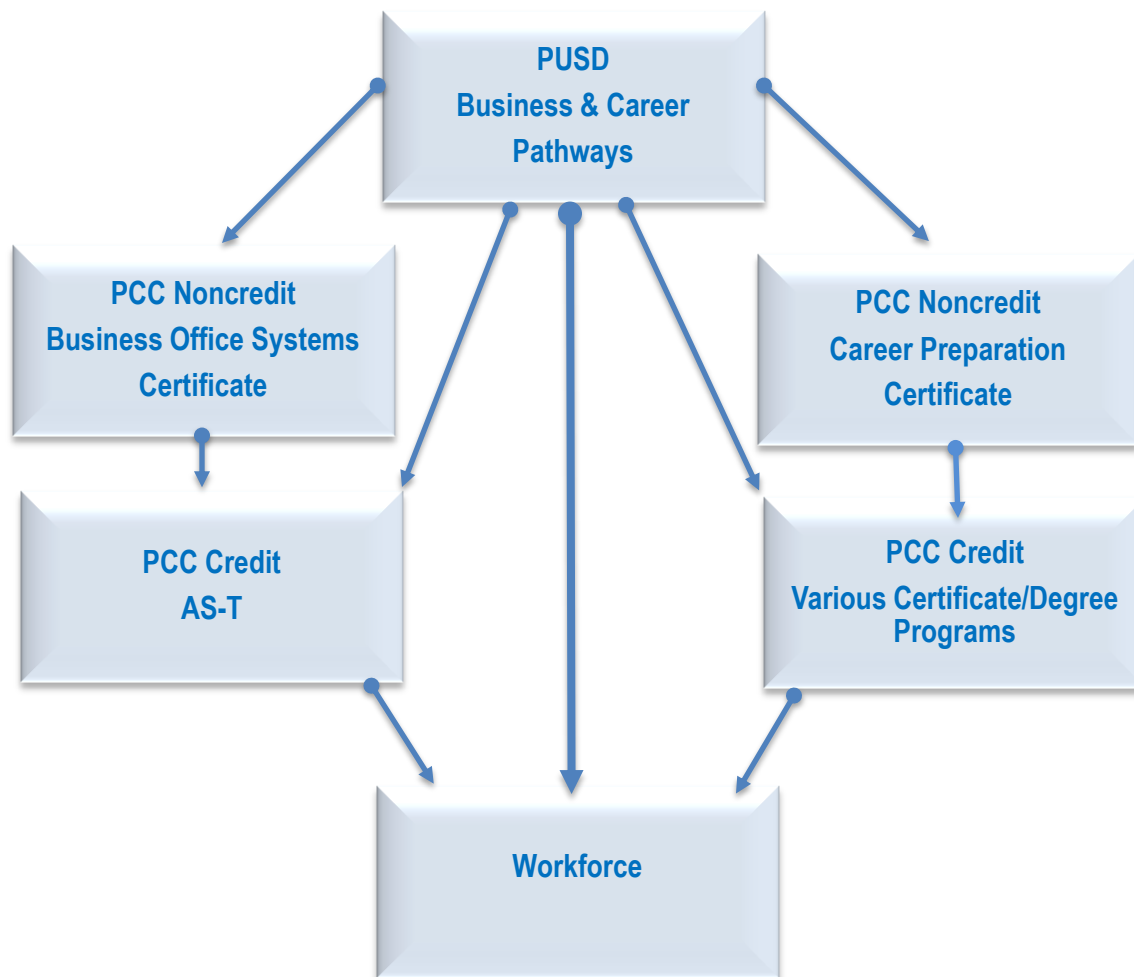 PUSD
Business & Career
Pathways
PCC Noncredit
Business Office Systems
Certificate
PCC Noncredit
Career Preparation
Certificate
PCC Credit
AS-T
PCC Credit
Various Certificate/Degree
Programs
Workforce